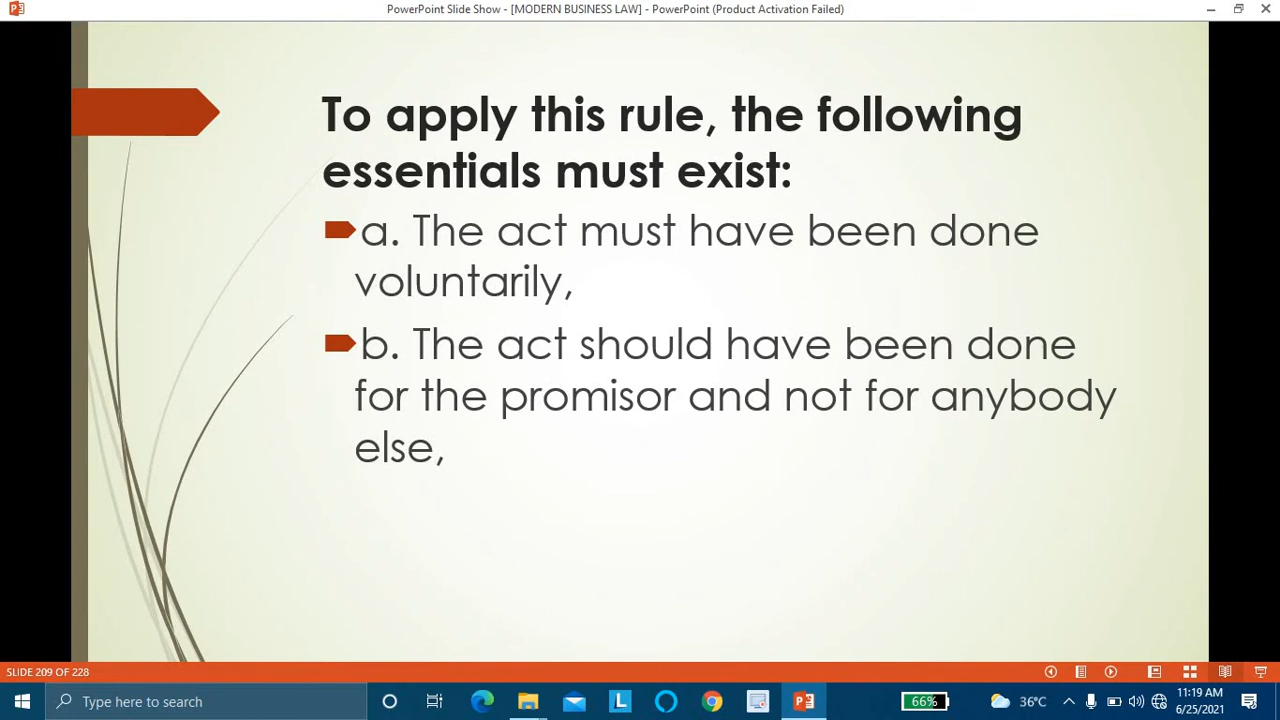 PowerPoint Slide Show - [MODERN BUSINESS LAW] - PowerPoint (Product Activation Failed)
To apply this rule, the following
essentials must exist:
a. The act must have been done
voluntarily,
b. The act should have been done
for the promisor and not for anybody
else,
SLIDE 209 OF 228
Type here to search
66%
36°C
11:19 AM
6/25/2021